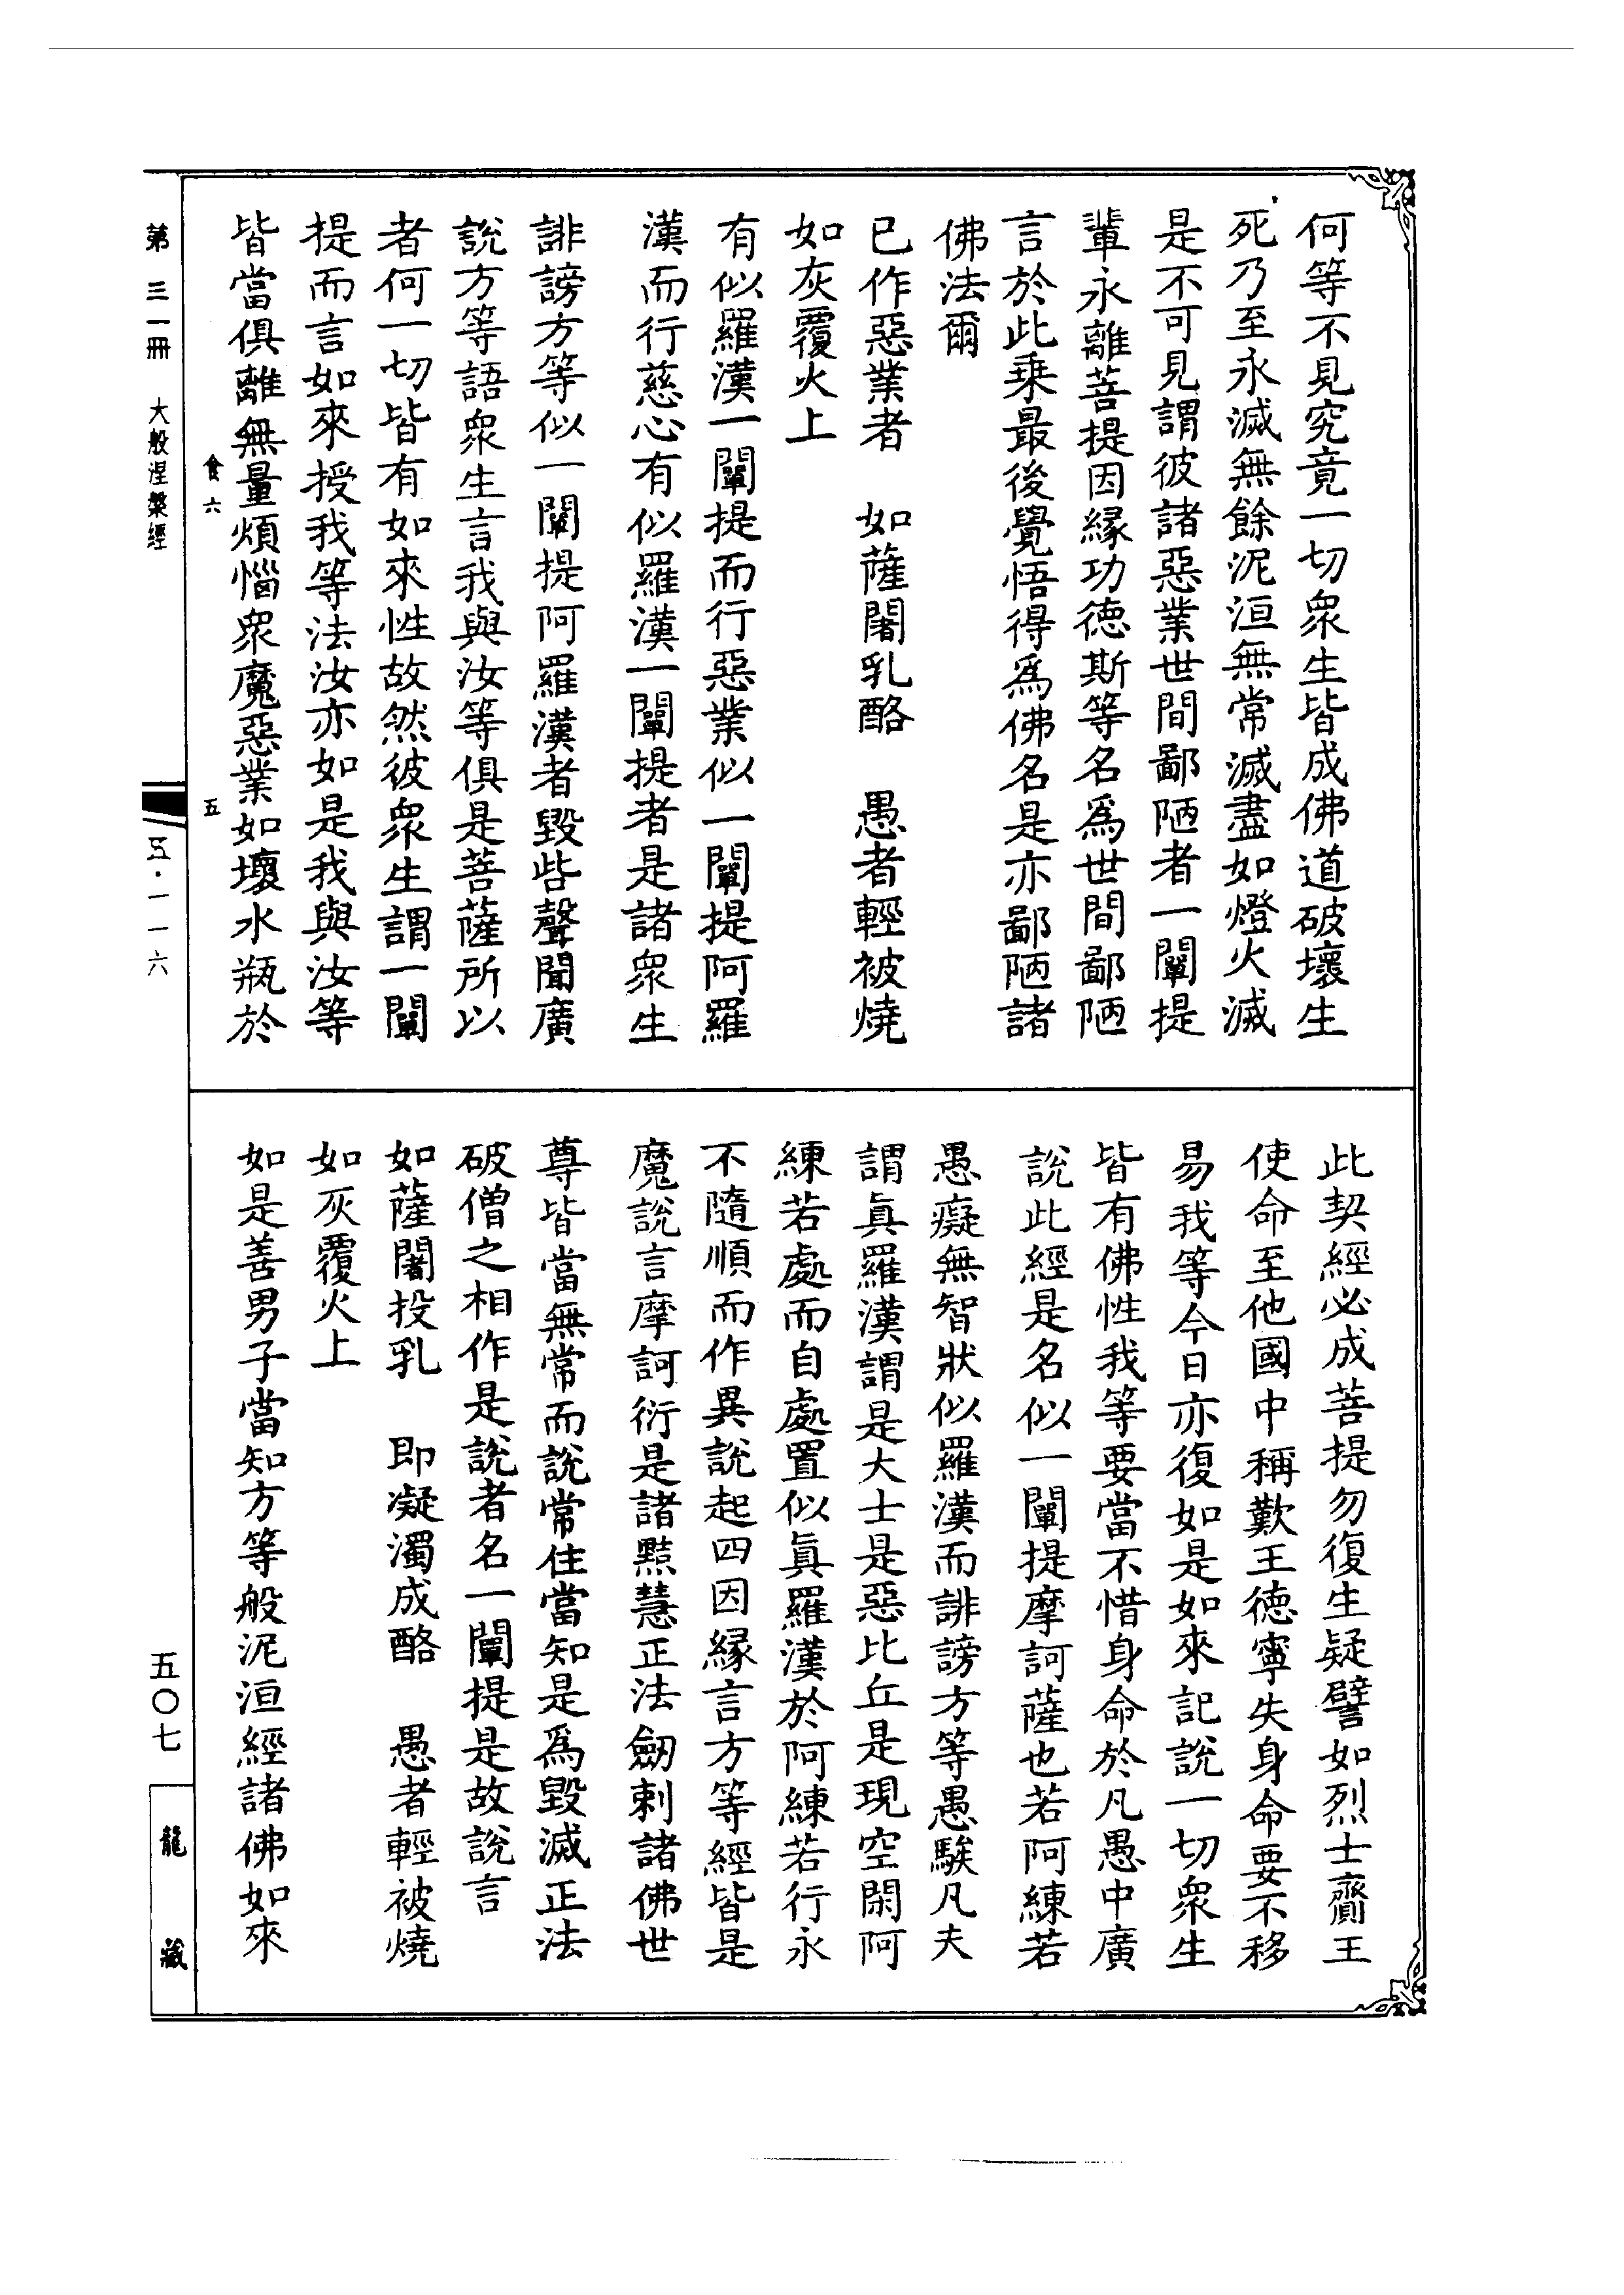 何等不見究竟一切衆生皆成佛道破壞生
死乃至永滅無餘泥洹無常滅盡如燈火滅
是不可見謂彼諸惡業世間鄙陋者一闡提
輩永離菩提因緣功德斯等名爲世間鄙陋
言於此乗最後覺悟得爲佛名是亦鄙陋諸
佛法爾
已作惡業者　如薩闍乳酪　愚者輕被燒
如灰覆火上
有似羅漢一闡提而行惡業似一闡提阿羅
漢而行慈心有似羅漢一闡提者是諸衆生
誹謗方等似一闡提阿羅漢者毀呰聲聞廣
說方等語衆生言我與汝等俱是菩薩所以
者何一切皆有如來性故然彼衆生謂一闡
提而言如來授我等法汝亦如是我與汝等
皆當俱離無量煩惱衆魔惡業如壞水瓶於
此契經必成菩提勿復生疑譬如烈士齎王
使命至他國中稱歎王德寧失身命要不移
易我等今日亦復如是如來記說一切衆生
皆有佛性我等要當不惜身命於凡愚中廣
說此經是名似一闡提摩訶薩也若阿練若
愚癡無智狀似羅漢而誹謗方等愚騃凡夫
謂眞羅漢謂是大士是惡比丘是現空閑阿
練若處而自處置似眞羅漢於阿練若行永
不隨順而作異說起四因緣言方等經皆是
魔說言摩訶衍是諸黠慧正法劒刺諸佛世
尊皆當無常而說常住當知是爲毀滅正法
破僧之相作是說者名一闡提是故說言
如薩闍投乳　即凝濁成酪　愚者輕被燒
如灰覆火上
如是善男子當知方等般泥洹經諸佛如來
食六　五
第三一冊　大般涅槃經　五·一一六　五〇七　龍藏